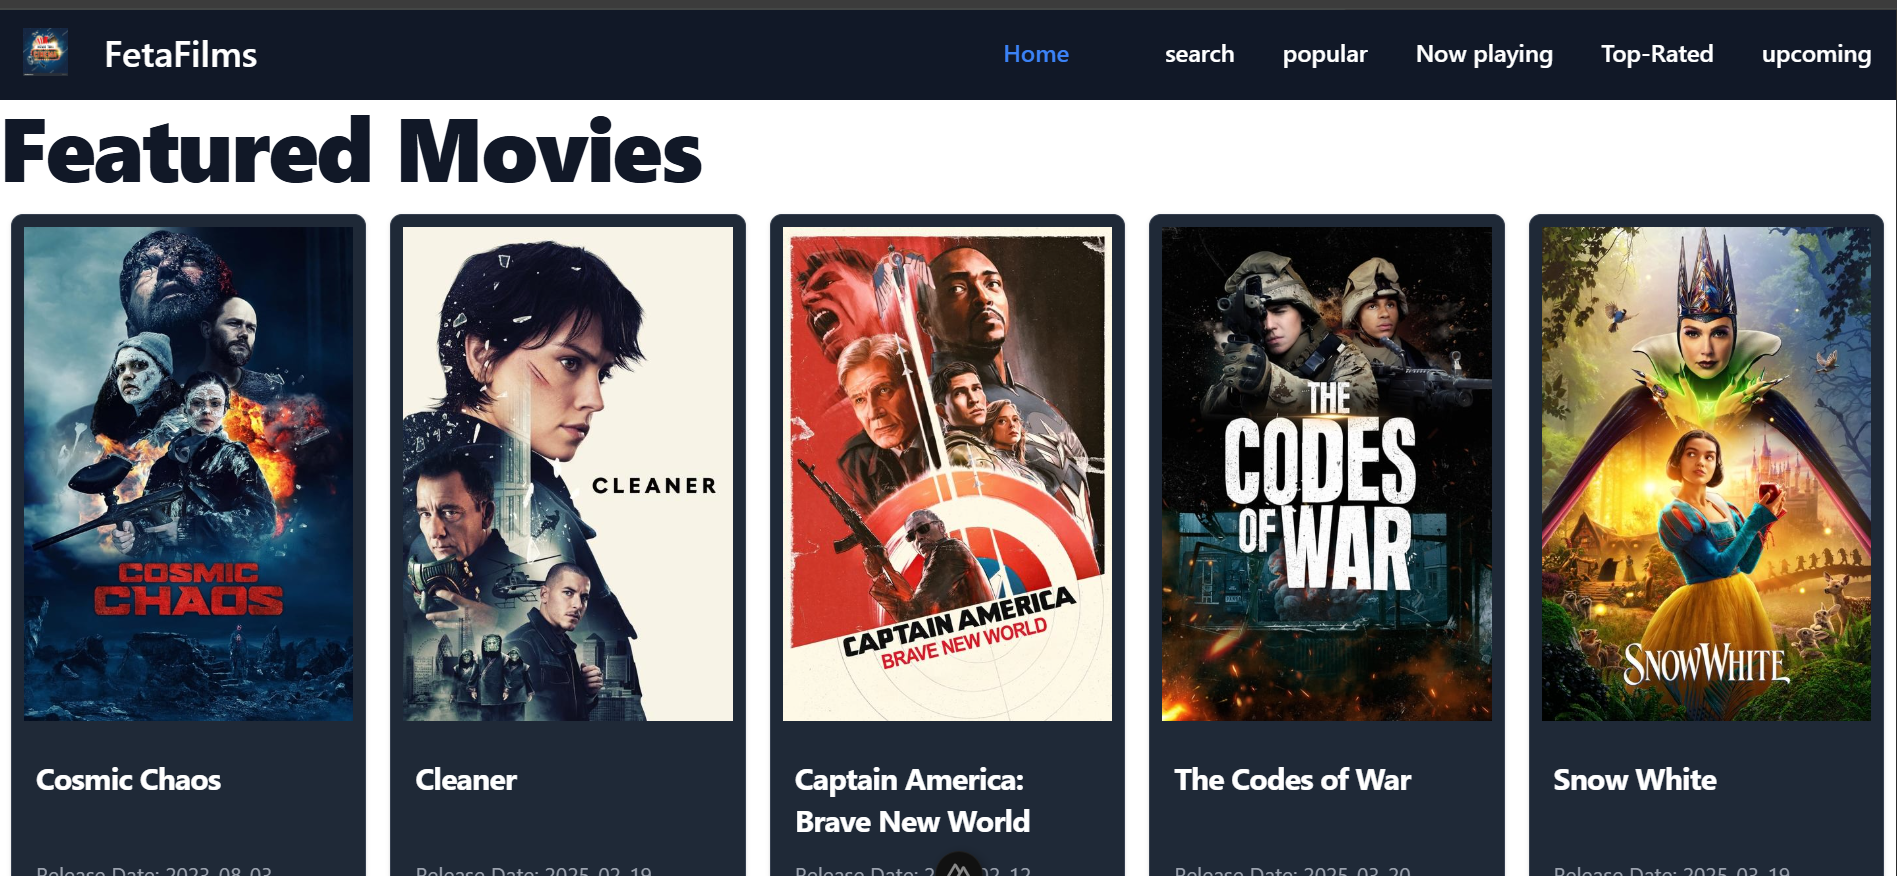 FetaFilms
Home search popular Now playing Top-Rated upcoming
Featured Movies
COSMIC
CHAOS
CLEANER
CAPTAIN AMERICA
BRAVE NEW WORLD
THE
CODES
OF WAR
SNOW WHITE
Cosmic Chaos
Cleaner
Captain America:
Brave New World
The Codes of War
Snow White
Release Date: 2023-08-03
Release Date: 2025-02-19
Release Date: 2 02-12
Release Date: 2025-03-20
Release Date: 2025-03-19